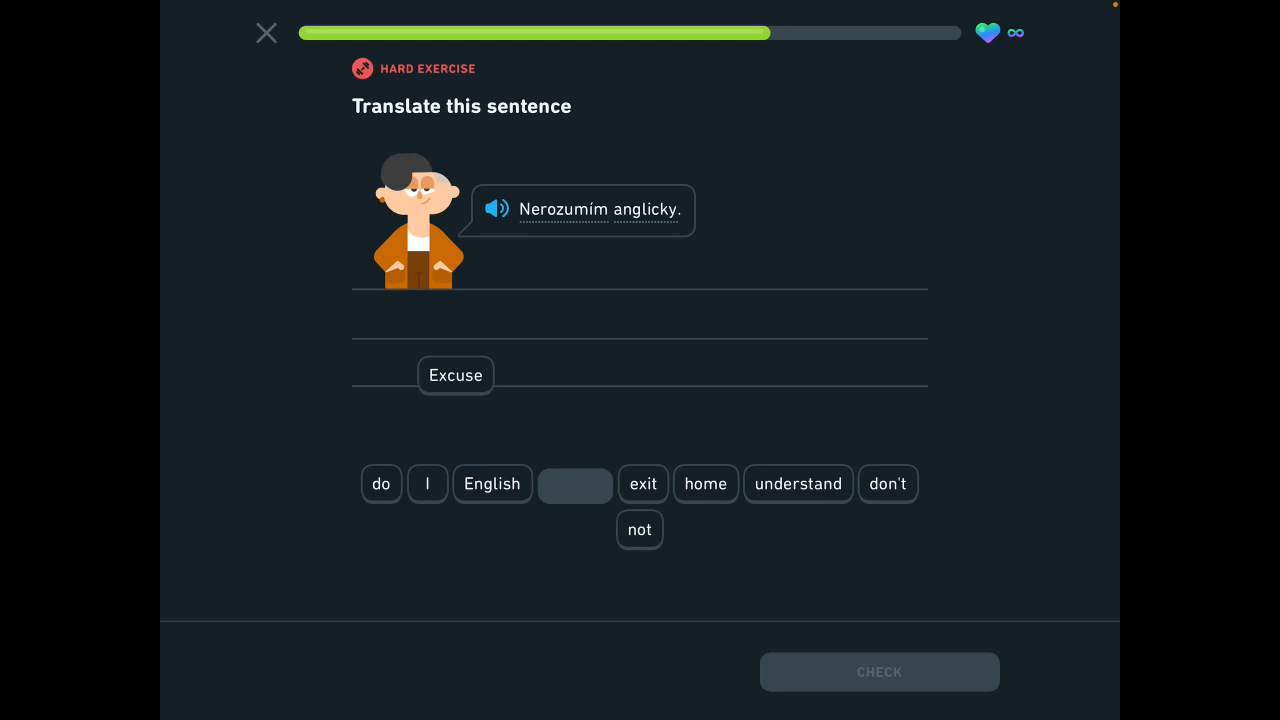 ∞
HARD EXERCISE
Translate this sentence
Nerozumím anglicky.
Excuse
do I English exit home understand don't
not
CHECK